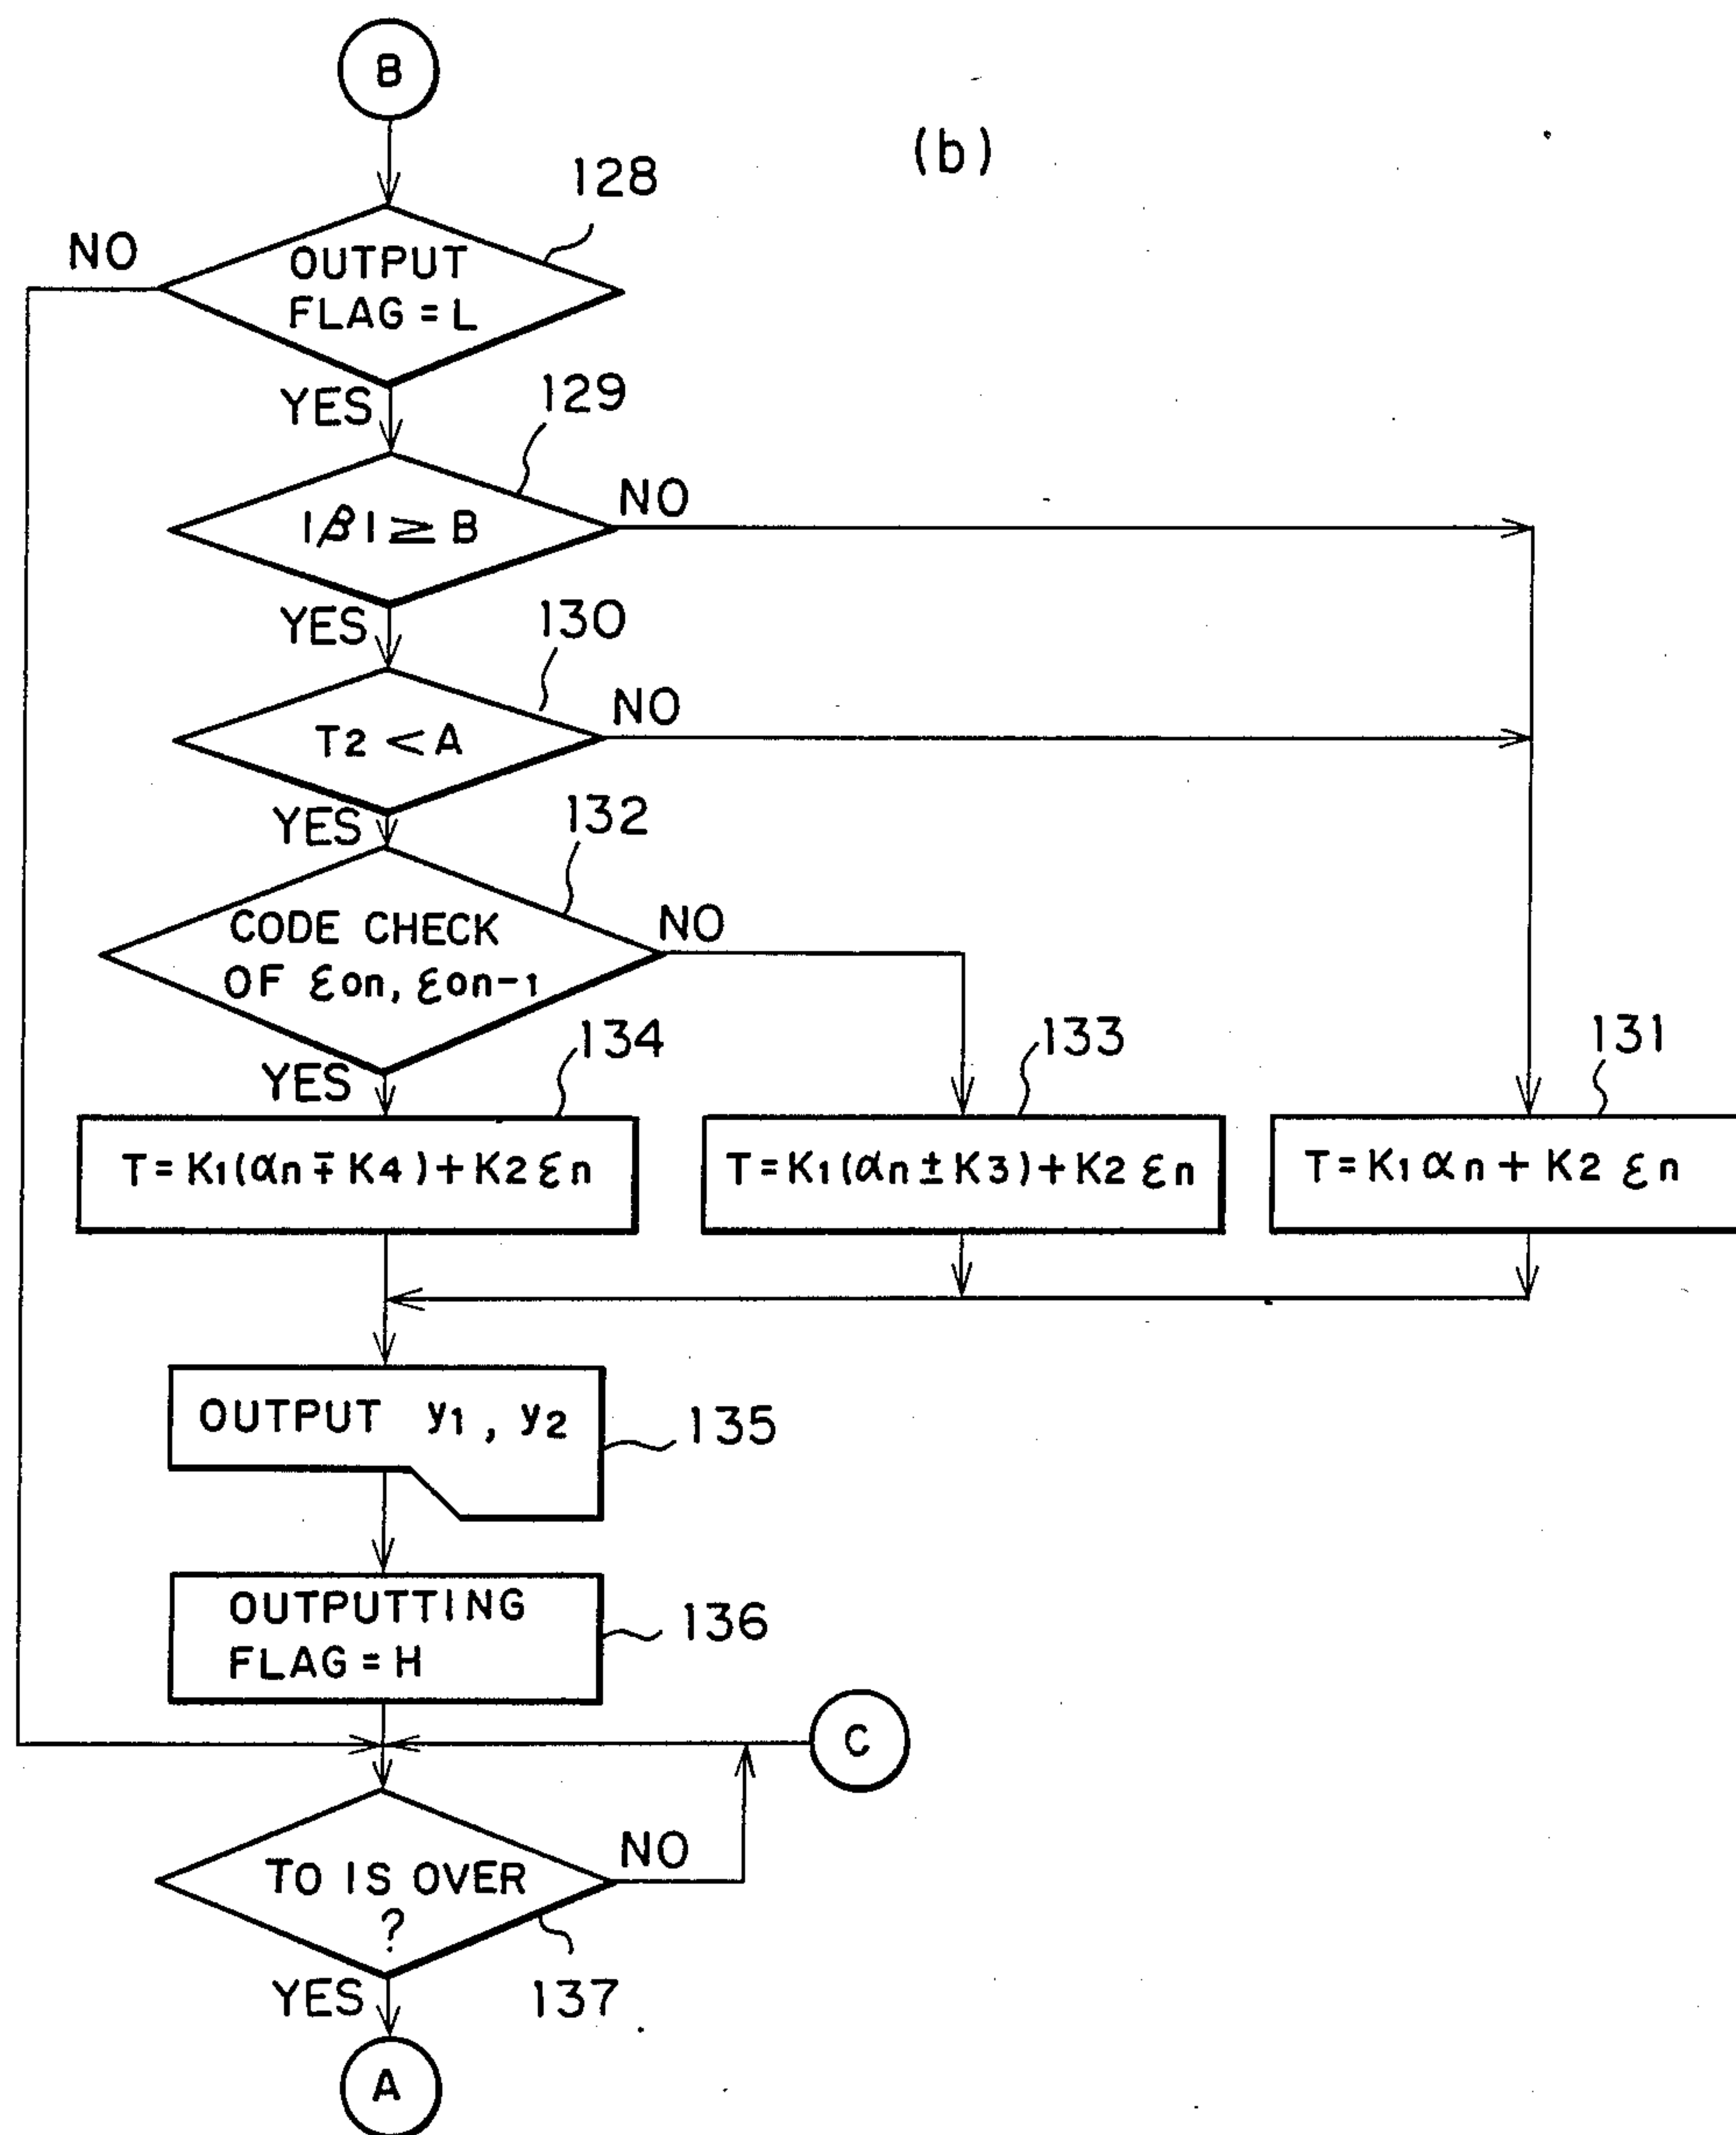 B
(b)
128
NO
OUTPUT
FLAG = L
YES
129
|β| ≧ B
NO
YES
130
T2 < A
NO
YES
132
CODE CHECK
OF εon, εon-1
NO
YES
134
133
131
T = K1(αn ∓ K4) + K2 εn
T = K1(αn ± K3) + K2 εn
T = K1 αn + K2 εn
OUTPUT y1, y2
135
OUTPUTTING
FLAG = H
136
C
TO IS OVER
?
NO
YES
137
A